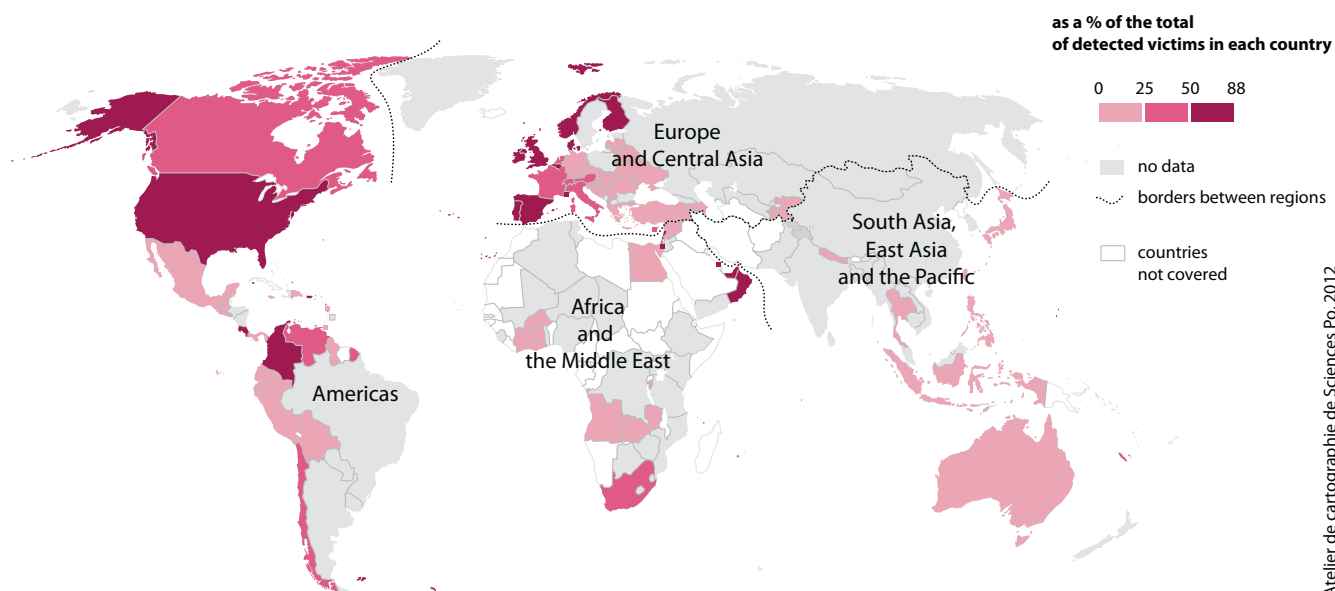 as a % of the total
of detected victims in each country
0 25 50 88
no data
borders between regions
countries
not covered
Europe
and Central Asia
South Asia,
East Asia
and the Pacific
Africa
and
the Middle East
Americas
Atelier de cartographie de Sciences Po, 2012